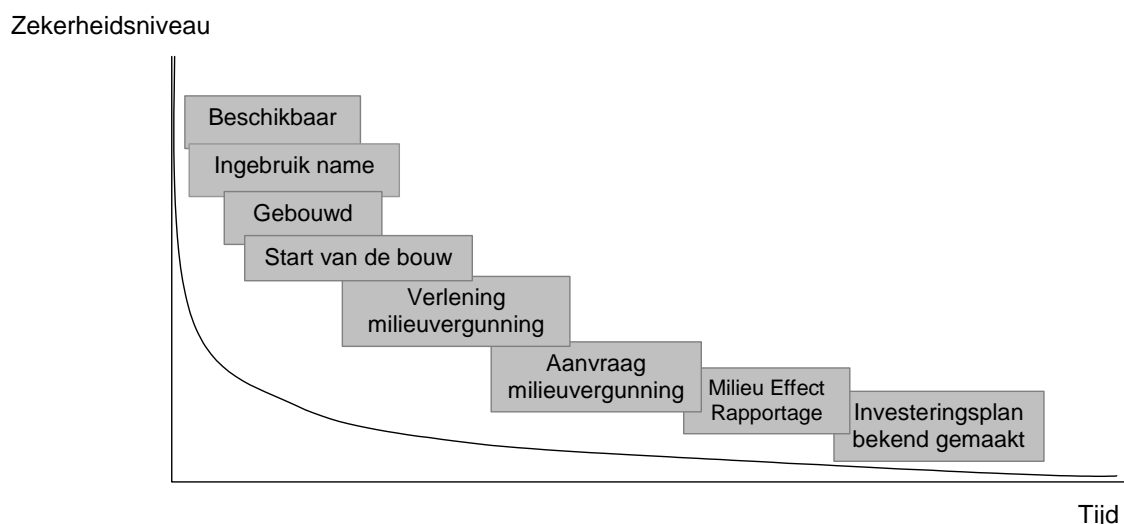 Zekerheidsniveau
Beschikbaar
Ingebruik name
Gebouwd
Start van de bouw
Verlening
milieuvergunning
Aanvraag
milieuvergunning
Milieu Effect
Rapportage
Investeringsplan
bekend gemaakt
Tijd